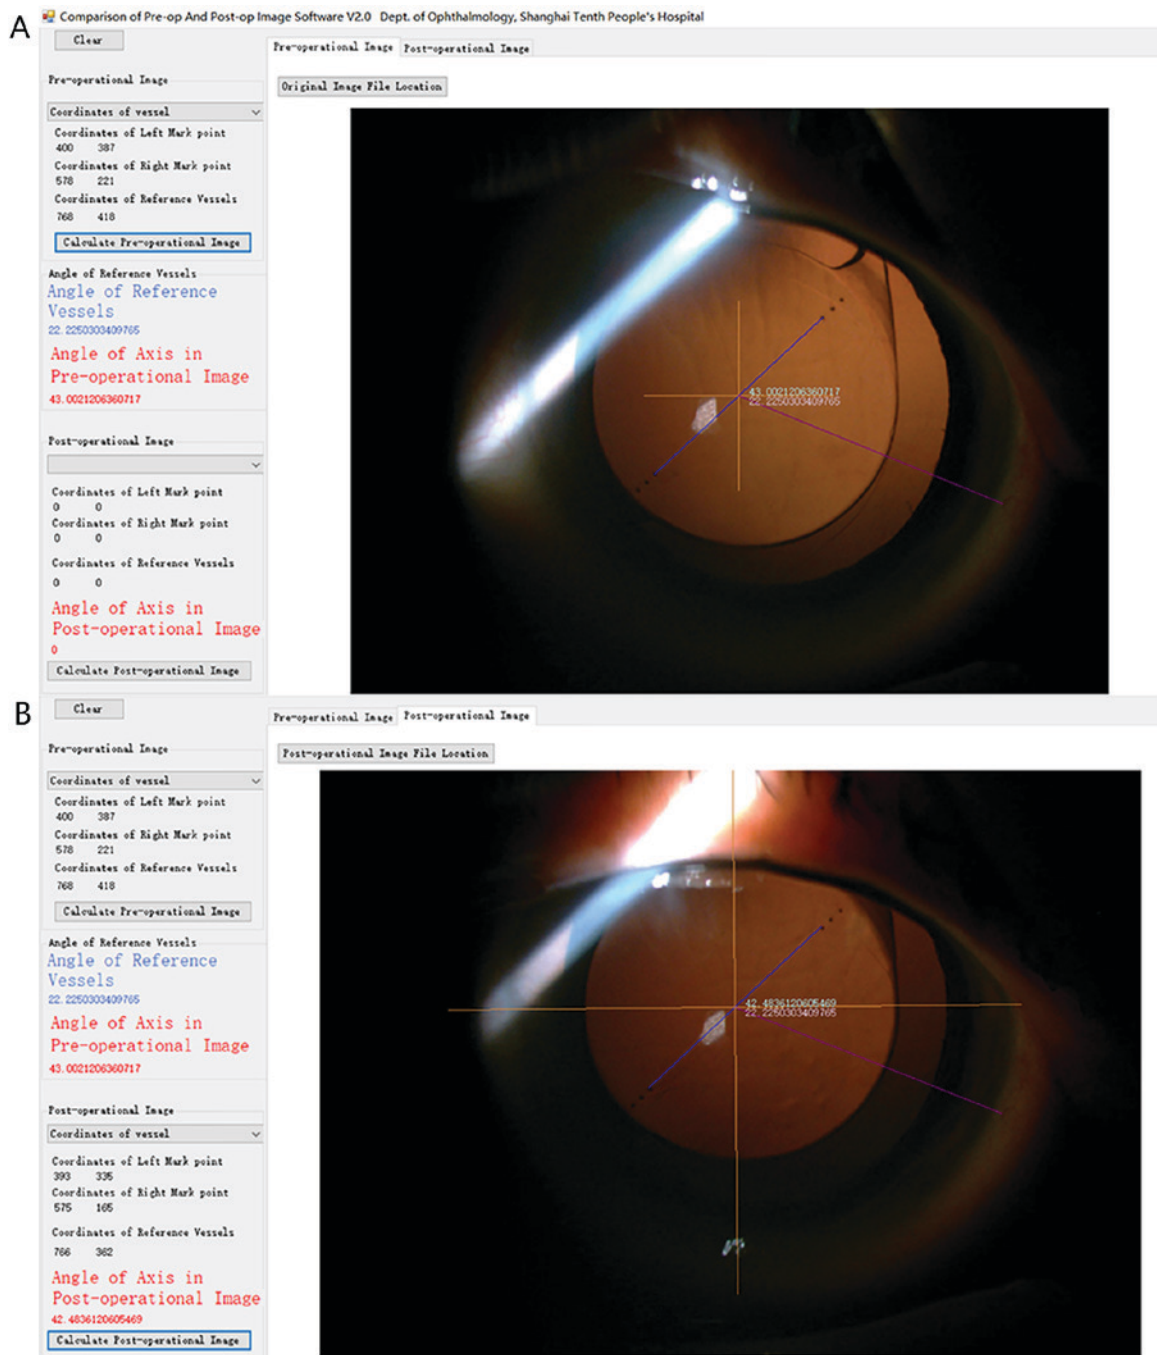 A
Comparison of Pre-op And Post-op Image Software V2.0 Dept. of Ophthalmology, Shanghai Tenth People's Hospital
Clear
Pre-operational Image Post-operational Image
Pre-operational Image
Original Image File Location
Coordinates of vessel
Coordinates of Left Mark point
400 387
Coordinates of Right Mark point
578 221
Coordinates of Reference Vessels
768 418
Calculate Pre-operational Image
Angle of Reference Vessels
Angle of Reference
Vessels
22.2250303409765
Angle of Axis in
Pre-operational Image
43.0021206360717
43.0021206360717
22.2250303409765
Post-operational Image
Coordinates of Left Mark point
0 0
Coordinates of Right Mark point
0 0
Coordinates of Reference Vessels
0 0
Angle of Axis in
Post-operational Image
0
Calculate Post-operational Image
B
Clear
Pre-operational Image Post-operational Image
Pre-operational Image
Post-operational Image File Location
Coordinates of vessel
Coordinates of Left Mark point
400 387
Coordinates of Right Mark point
578 221
Coordinates of Reference Vessels
768 418
Calculate Pre-operational Image
Angle of Reference Vessels
Angle of Reference
Vessels
22.2250303409765
Angle of Axis in
Pre-operational Image
43.0021206360717
42.4836120605469
22.2250303409765
Post-operational Image
Coordinates of vessel
Coordinates of Left Mark point
393 335
Coordinates of Right Mark point
575 165
Coordinates of Reference Vessels
766 362
Angle of Axis in
Post-operational Image
42.4836120605469
Calculate Post-operational Image